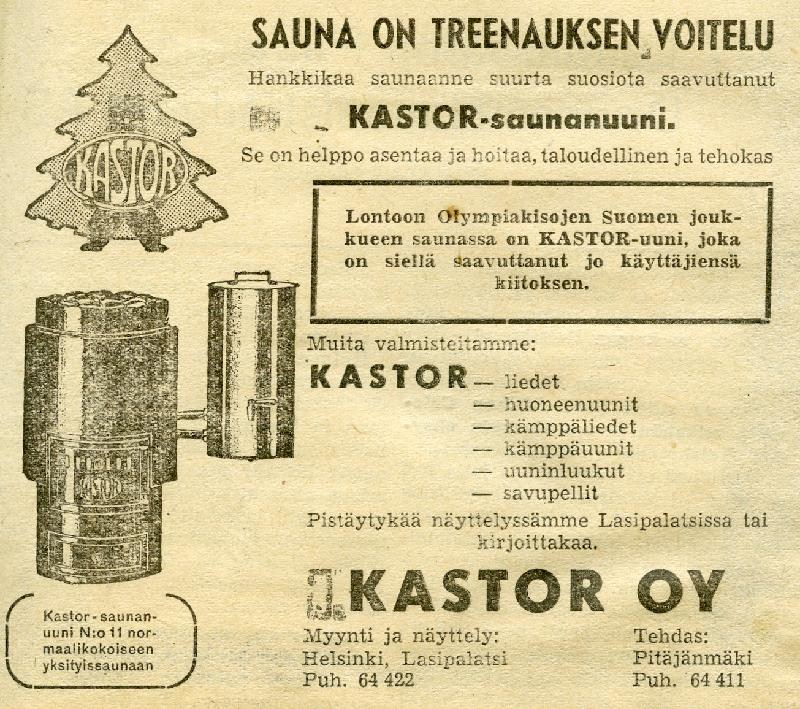 SAUNA ON TREENAUKSEN VOITELU
Hankkikaa saunaanne suurta suosiota saavuttanut
KASTOR-saunanuuni.
Se on helppo asentaa ja hoitaa, taloudellinen ja tehokas
KASTOR
Lontoon Olympiakisojen Suomen jouk-
kueen saunassa on KASTOR-uuni, joka
on siellä saavuttanut jo käyttäjiensä
kiitoksen.
Muita valmisteitamme:
KASTOR — liedet
— huoneenuunit
— kämppäliedet
— kämppäuunit
— uuninluukut
— savupellit
Pistäytykää näyttelyssämme Lasipalatsissa tai
kirjoittakaa.
KASTOR
Kastor-saunan-
uuni N:o 11 nor-
maalikokoiseen
yksityissaunaan
KASTOR OY
Myynti ja näyttely:
Helsinki, Lasipalatsi
Puh. 64 422
Tehdas:
Pitäjänmäki
Puh. 64 411